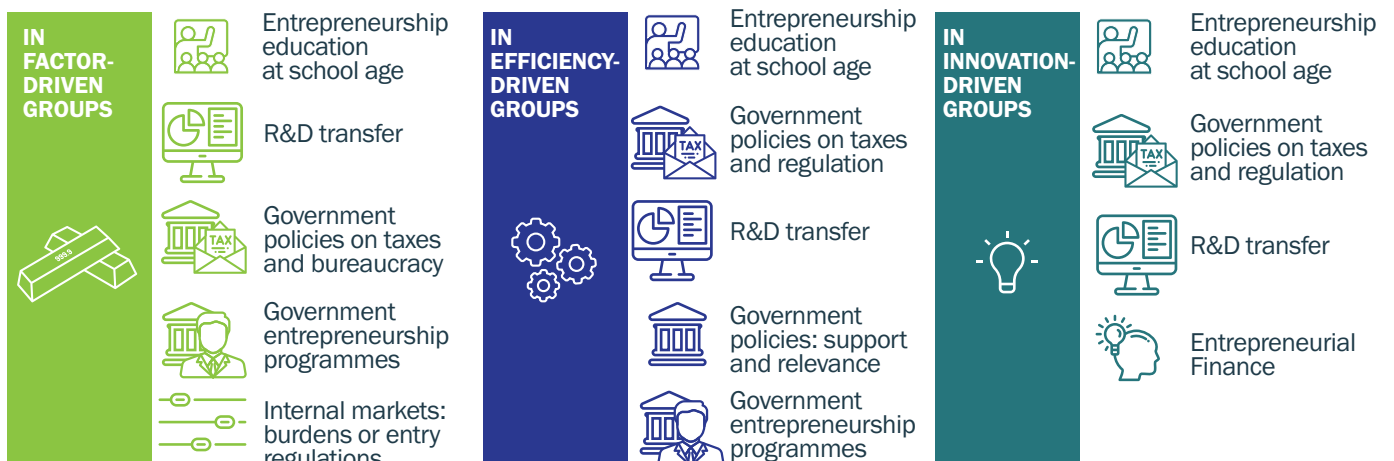 IN
FACTOR-
DRIVEN
GROUPS
999.9
Entrepreneurship
education
at school age
R&D transfer
TAX
Government
policies on taxes
and bureaucracy
Government
entrepreneurship
programmes
Internal markets:
burdens or entry
regulations
IN
EFFICIENCY-
DRIVEN
GROUPS
Entrepreneurship
education
at school age
TAX
Government
policies on taxes
and regulation
R&D transfer
Government
policies: support
and relevance
Government
entrepreneurship
programmes
IN
INNOVATION-
DRIVEN
GROUPS
Entrepreneurship
education
at school age
TAX
Government
policies on taxes
and regulation
R&D transfer
Entrepreneurial
Finance